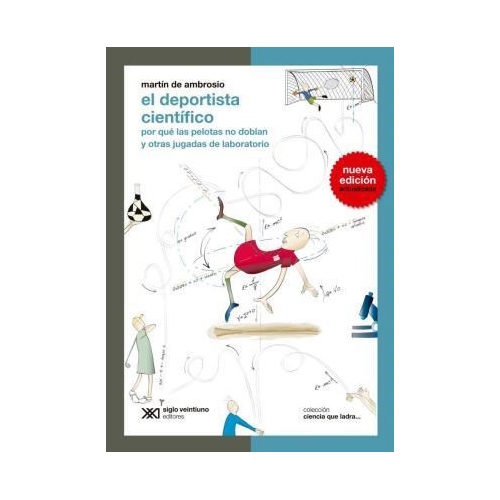 martín de ambrosio
el deportista
científico
por qué las pelotas no doblan
y otras jugadas de laboratorio
nueva
edición
actualizada
siglo veintiuno
editores
colección
ciencia que ladra...